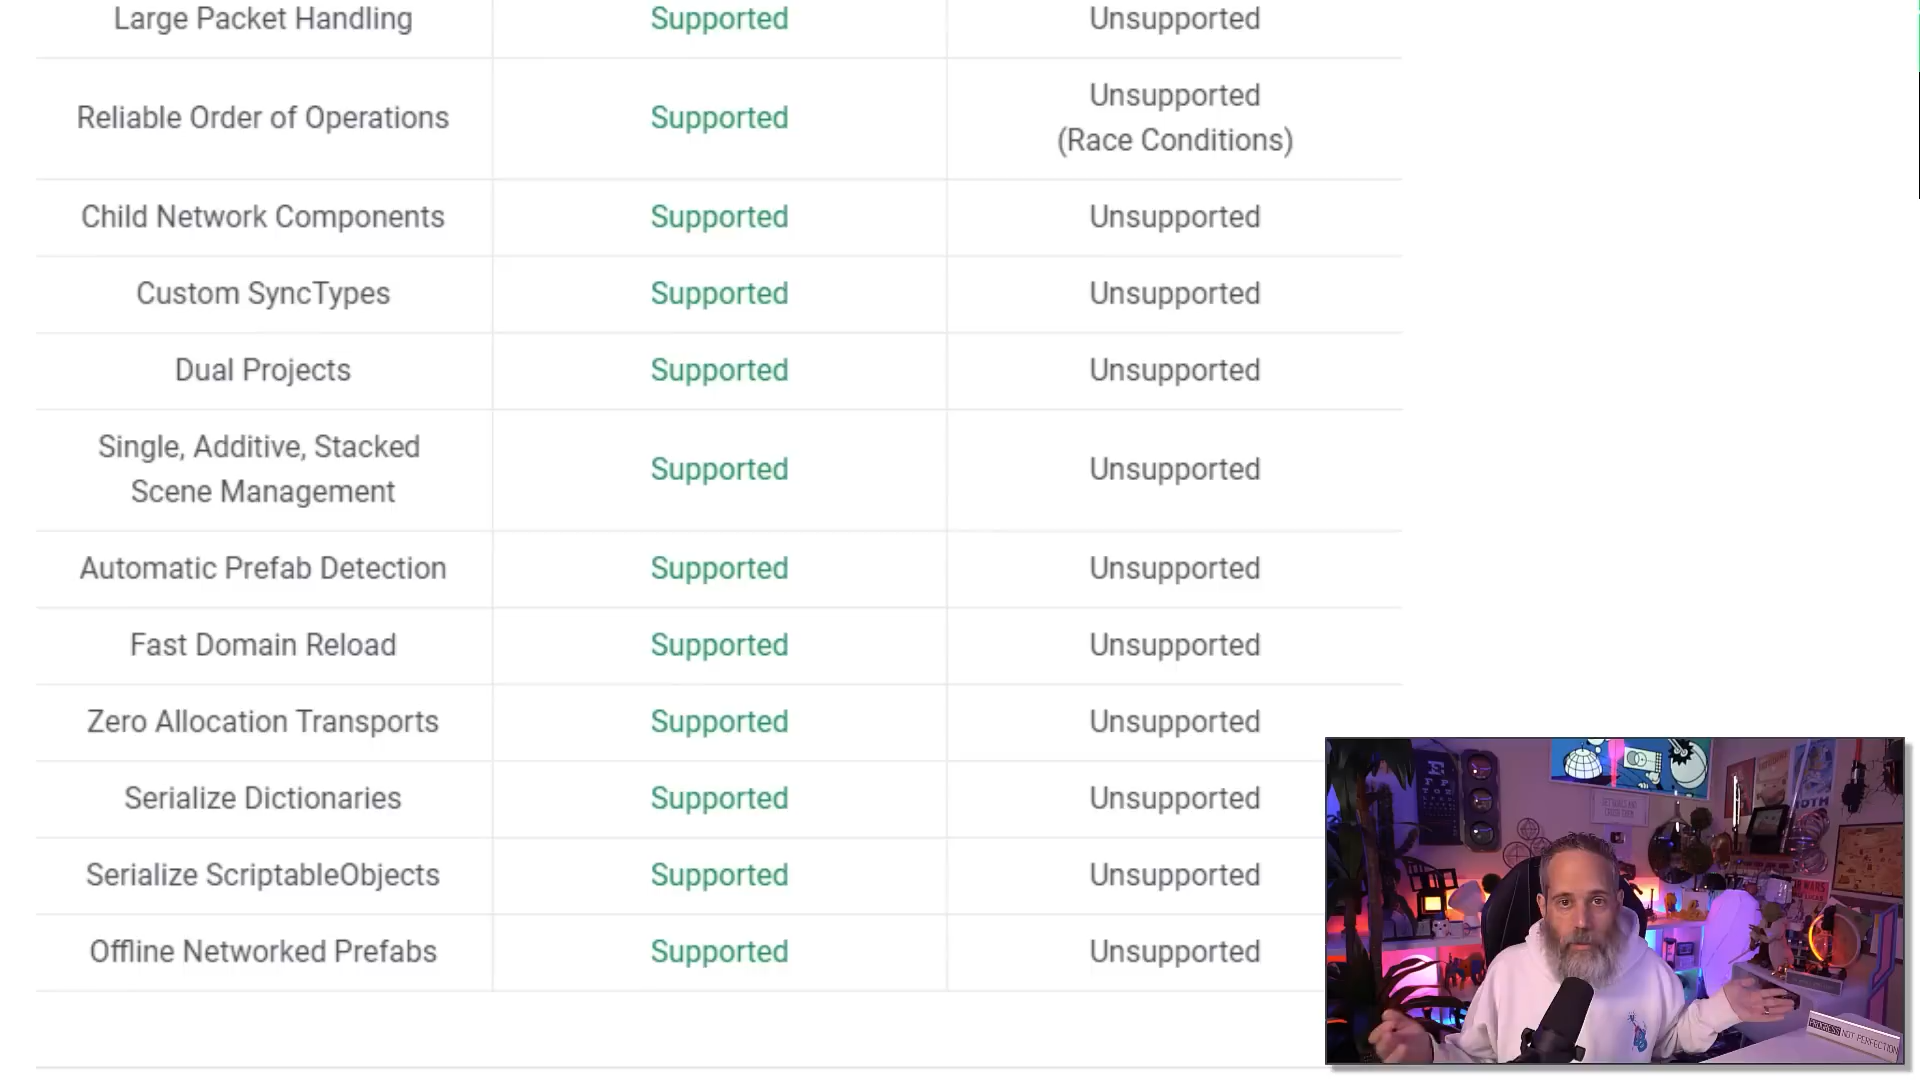 Large Packet Handling Supported Unsupported
Reliable Order of Operations Supported Unsupported
(Race Conditions)
Child Network Components Supported Unsupported
Custom SyncTypes Supported Unsupported
Dual Projects Supported Unsupported
Single, Additive, Stacked
Scene Management Supported Unsupported
Automatic Prefab Detection Supported Unsupported
Fast Domain Reload Supported Unsupported
Zero Allocation Transports Supported Unsupported
Serialize Dictionaries Supported Unsupported
Serialize ScriptableObjects Supported Unsupported
Offline Networked Prefabs Supported Unsupported
PROGRESS NOT PERFECTION